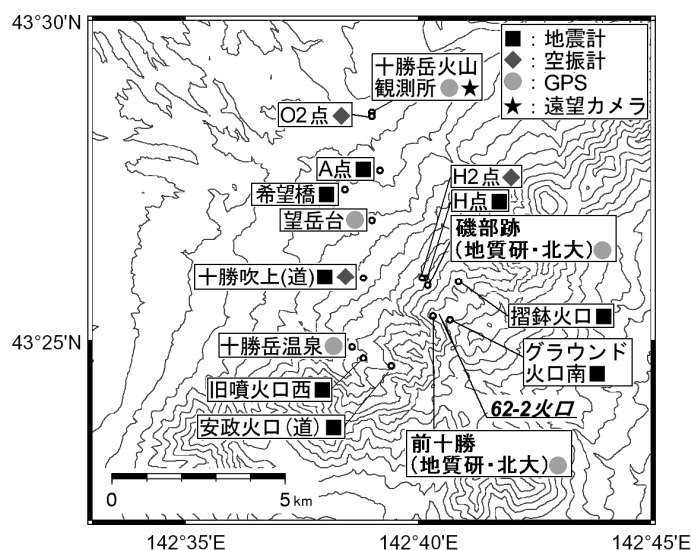 43°30'N
■：地震計
◆：空振計
●：GPS
★：遠望カメラ
十勝岳火山
観測所●★
O2点◆
A点■
H2点◆
希望橋■
H点■
望岳台●
磯部跡
(地質研・北大)●
十勝吹上(道)■◆
摺鉢火口■
43°25'N
十勝岳温泉●
グラウンド
火口南■
旧噴火口西■
62-2火口
安政火口(道)■
前十勝
(地質研・北大)●
0 5 km
142°35'E 142°40'E 142°45'E